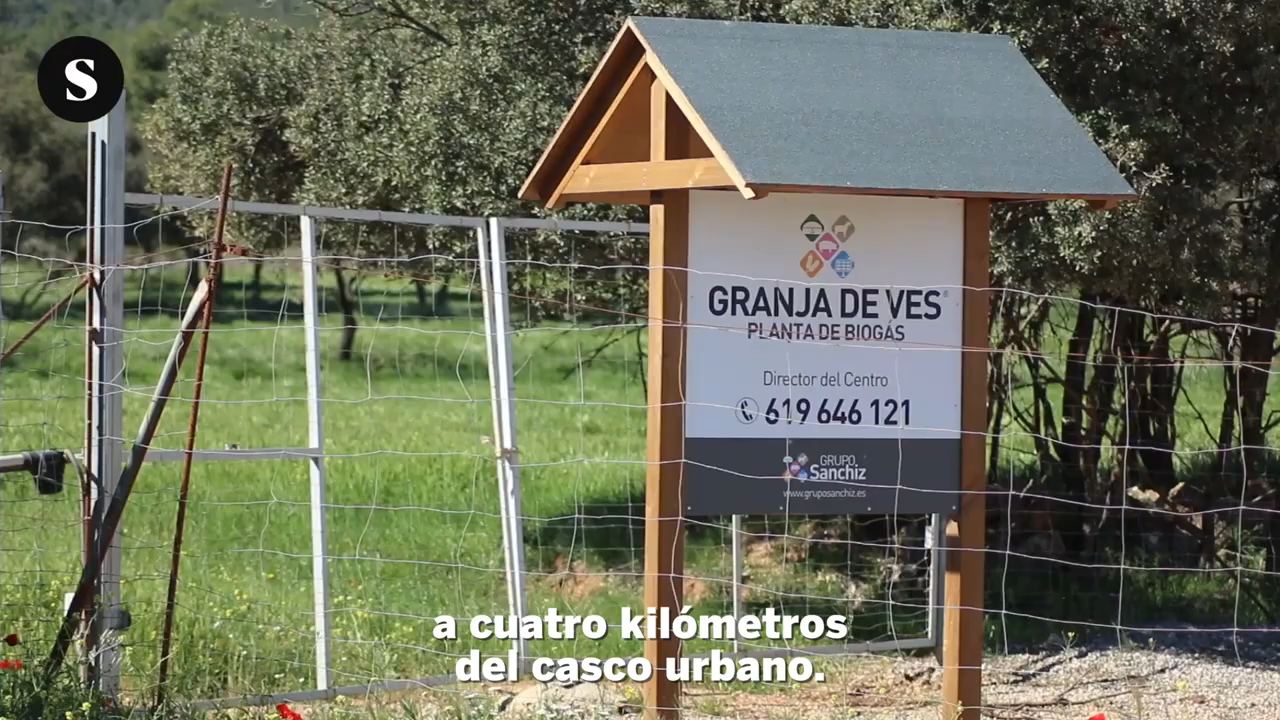 S
GRANJA DE VES
PLANTA DE BIOGÁS
Director del Centro
619 646 121
GRUPO
Sanchiz
www.gruposanchiz.es
a cuatro kilómetros
del casco urbano.